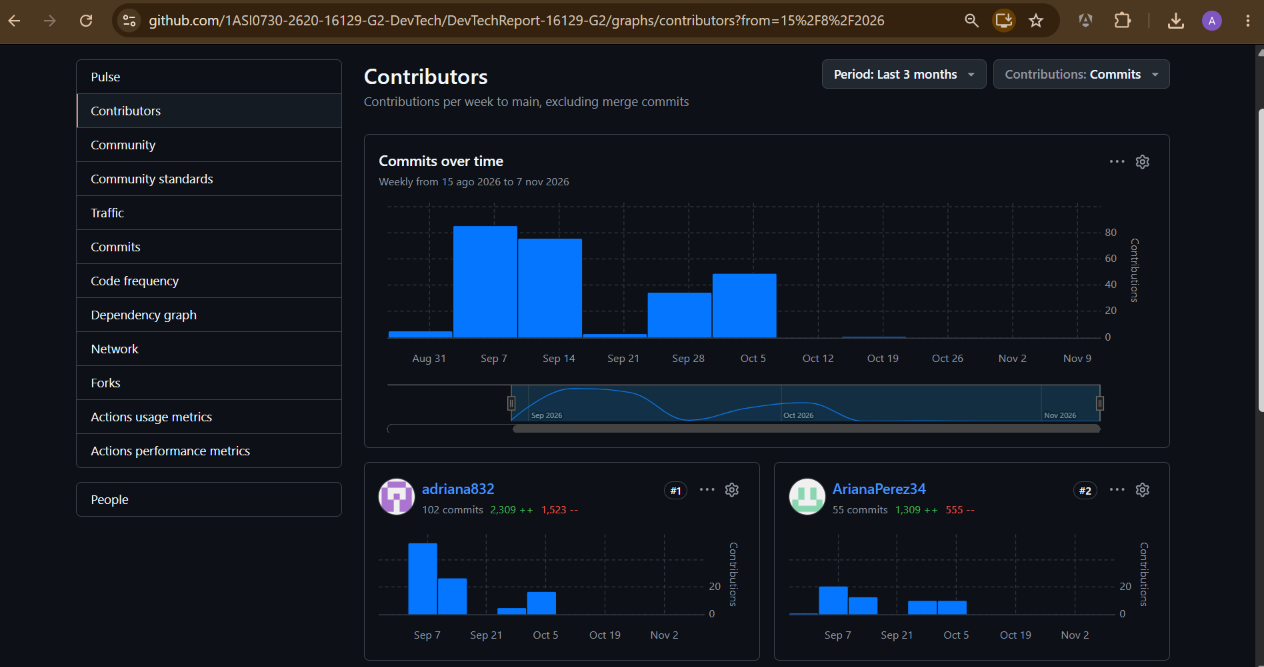 github.com/1ASI0730-2620-16129-G2-DevTech/DevTechReport-16129-G2/graphs/contributors?from=15%2F8%2F2026
A
Pulse
Contributors
Community
Community standards
Traffic
Commits
Code frequency
Dependency graph
Network
Forks
Actions usage metrics
Actions performance metrics
People
Contributors
Period: Last 3 months
Contributions: Commits
Contributions per week to main, excluding merge commits
Commits over time
Weekly from 15 ago 2026 to 7 nov 2026
80
60
40
20
0
Contributions
Aug 31 Sep 7 Sep 14 Sep 21 Sep 28 Oct 5 Oct 12 Oct 19 Oct 26 Nov 2 Nov 9
Sep 2026 Oct 2026 Nov 2026
adriana832
#1
102 commits 2,309 ++ 1,523 --
Contributions
20
0
Sep 7 Sep 21 Oct 5 Oct 19 Nov 2
ArianaPerez34
#2
55 commits 1,309 ++ 555 --
Contributions
20
0
Sep 7 Sep 21 Oct 5 Oct 19 Nov 2